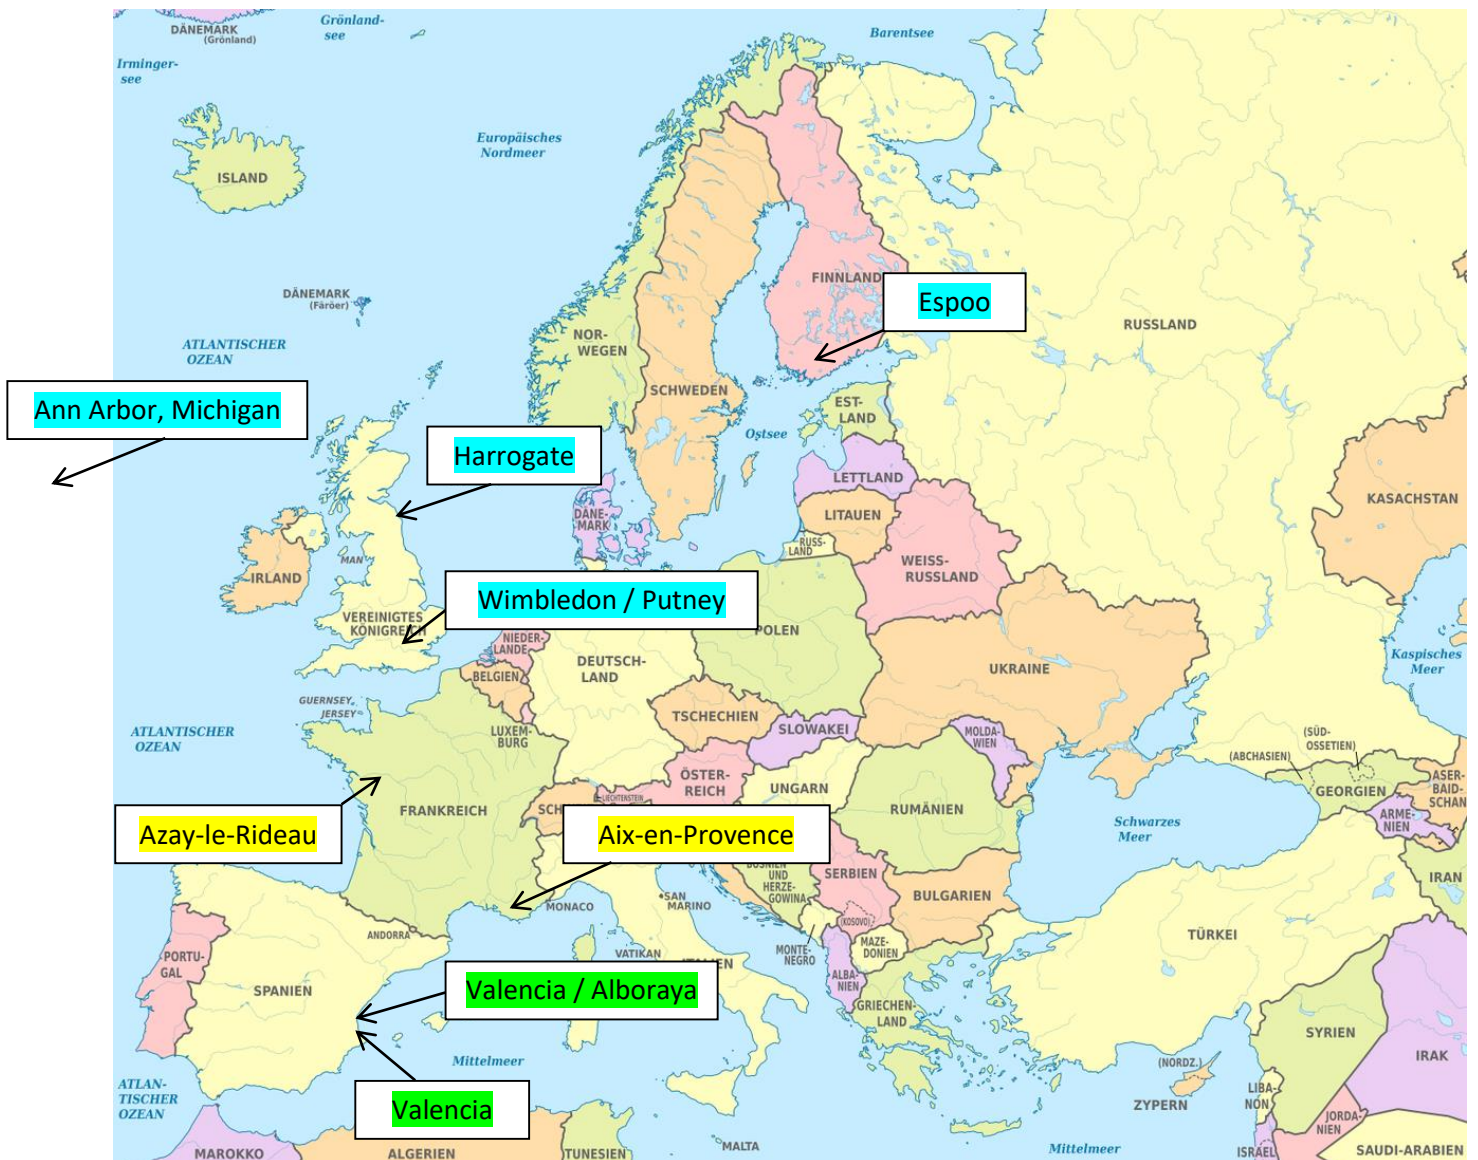 DÄNEMARK
(Grönland)
Grönland-
see
Irminger-
see
Barentsee
Europäisches
Nordmeer
ISLAND
FINNLAND
Espoo
DÄNEMARK
(Färöer)
RUSSLAND
ATLANTISCHER
OZEAN
NOR-
WEGEN
SCHWEDEN
Ann Arbor, Michigan
EST-
LAND
Ostsee
Harrogate
LETTLAND
KASACHSTAN
DÄNE-
MARK
LITAUEN
RUSS-
LAND
WEISS-
RUSSLAND
MAN
IRLAND
Wimbledon / Putney
VEREINIGTES
KÖNIGREICH
POLEN
NIEDER-
LANDE
DEUTSCH-
LAND
UKRAINE
Kaspisches
Meer
BELGIEN
GUERNSEY
JERSEY
TSCHECHIEN
LUXEM-
BURG
SLOWAKEI
MOLDA-
WIEN
ATLANTISCHER
OZEAN
(SÜD-
OSSETIEN)
(ABCHASIEN)
ÖSTER-
REICH
UNGARN
ASER-
BAID-
SCHAN
GEORGIEN
LIECHTENSTEIN
SCH
FRANKREICH
RUMÄNIEN
ARME-
NIEN
Schwarzes
Meer
Azay-le-Rideau
Aix-en-Provence
BOSNIEN
UND
HERZE-
GOWINA
SERBIEN
IRAN
BULGARIEN
SAN
MARINO
MONACO
(KOSOVO)
ANDORRA
TÜRKEI
MONTE-
NEGRO
MAZE-
DONIEN
VATIKAN
PORTU-
GAL
ITALIEN
ALBA-
NIEN
SPANIEN
Valencia / Alboraya
GRIECHEN-
LAND
SYRIEN
IRAK
Mittelmeer
(NORDZ.)
ATLAN-
TISCHER
OZEAN
LIBA-
NON
ZYPERN
Valencia
JORDA-
NIEN
MAROKKO
ALGERIEN
TUNESIEN
MALTA
Mittelmeer
ISRAEL
SAUDI-ARABIEN